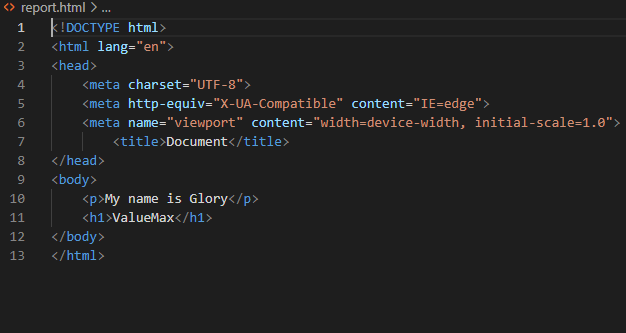 report.html > ...
1 <!DOCTYPE html>
2 <html lang="en">
3 <head>
4     <meta charset="UTF-8">
5     <meta http-equiv="X-UA-Compatible" content="IE=edge">
6     <meta name="viewport" content="width=device-width, initial-scale=1.0">
7         <title>Document</title>
8 </head>
9 <body>
10     <p>My name is Glory</p>
11     <h1>ValueMax</h1>
12 </body>
13 </html>